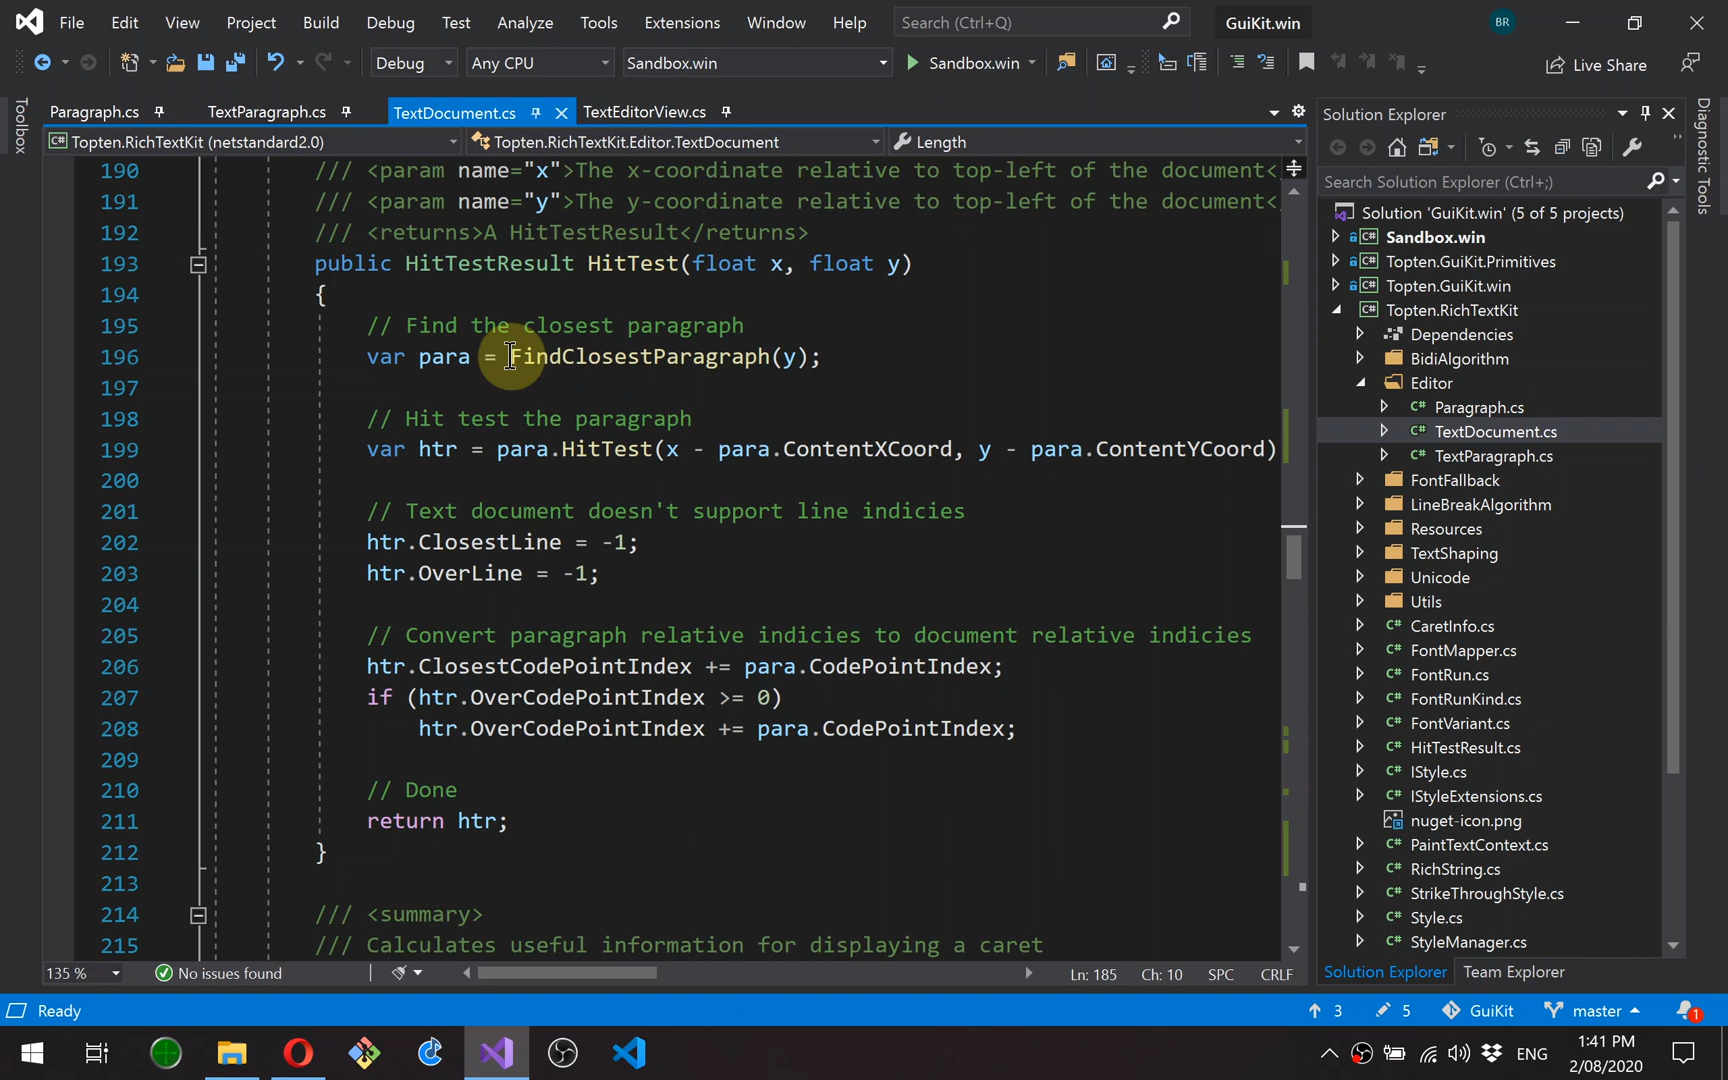 File Edit View Project Build Debug Test Analyze Tools Extensions Window Help Search (Ctrl+Q) GuiKit.win BR
Debug Any CPU Sandbox.win Sandbox.win Live Share
Toolbox
Paragraph.cs TextParagraph.cs TextDocument.cs TextEditorView.cs
Topten.RichTextKit (netstandard2.0) Topten.RichTextKit.Editor.TextDocument Length
190 /// <param name="x">The x-coordinate relative to top-left of the document<
191 /// <param name="y">The y-coordinate relative to top-left of the document<
192 /// <returns>A HitTestResult</returns>
193 public HitTestResult HitTest(float x, float y)
194 {
195 // Find the closest paragraph
196 var para = FindClosestParagraph(y);
197
198 // Hit test the paragraph
199 var htr = para.HitTest(x - para.ContentXCoord, y - para.ContentYCoord)
200
201 // Text document doesn't support line indicies
202 htr.ClosestLine = -1;
203 htr.OverLine = -1;
204
205 // Convert paragraph relative indicies to document relative indicies
206 htr.ClosestCodePointIndex += para.CodePointIndex;
207 if (htr.OverCodePointIndex >= 0)
208 htr.OverCodePointIndex += para.CodePointIndex;
209
210 // Done
211 return htr;
212 }
213
214 /// <summary>
215 /// Calculates useful information for displaying a caret
135 % No issues found Ln: 185 Ch: 10 SPC CRLF
Solution Explorer
Search Solution Explorer (Ctrl+;)
Solution 'GuiKit.win' (5 of 5 projects)
C# Sandbox.win
C# Topten.GuiKit.Primitives
C# Topten.GuiKit.win
C# Topten.RichTextKit
Dependencies
BidiAlgorithm
Editor
C# Paragraph.cs
C# TextDocument.cs
C# TextParagraph.cs
FontFallback
LineBreakAlgorithm
Resources
TextShaping
Unicode
Utils
C# CaretInfo.cs
C# FontMapper.cs
C# FontRun.cs
C# FontRunKind.cs
C# FontVariant.cs
C# HitTestResult.cs
C# IStyle.cs
C# IStyleExtensions.cs
nuget-icon.png
C# PaintTextContext.cs
C# RichString.cs
C# StrikeThroughStyle.cs
C# Style.cs
C# StyleManager.cs
Solution Explorer Team Explorer
Diagnostic Tools
Ready 3 5 GuiKit master 1
ENG 1:41 PM
2/08/2020